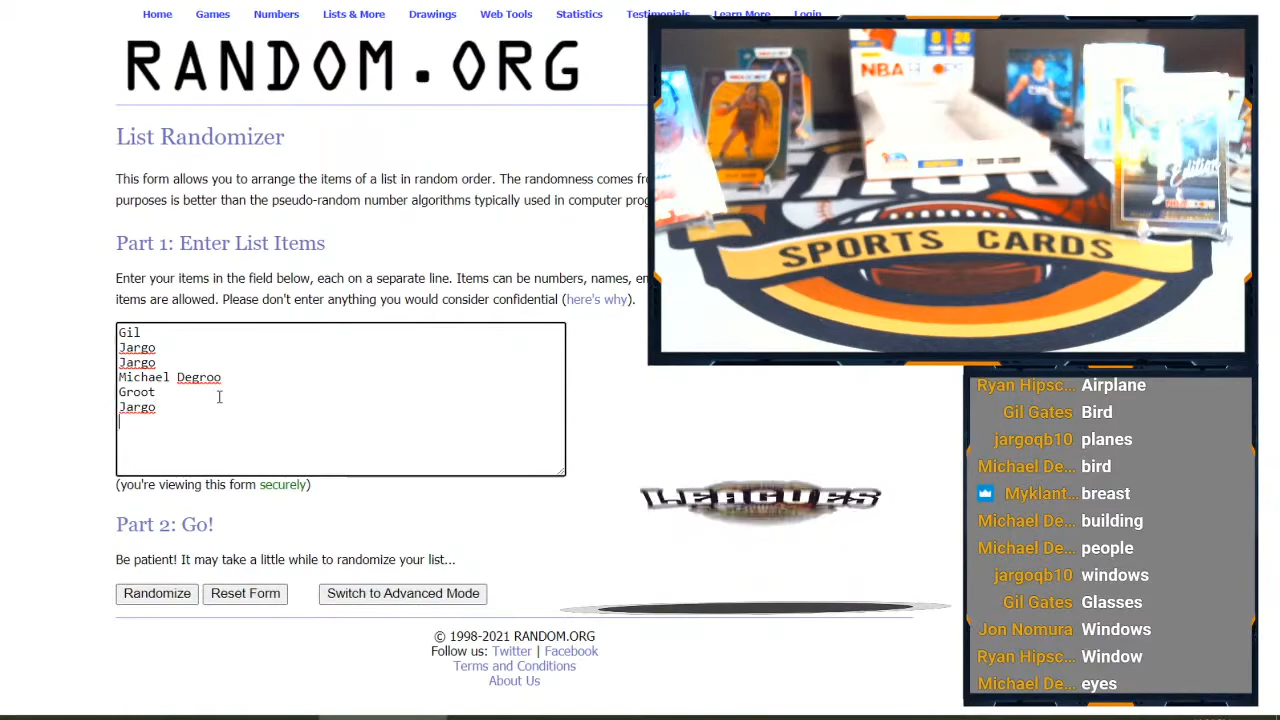 Home Games Numbers Lists & More Drawings Web Tools Statistics Testimonials Learn More Login
RANDOM.ORG
List Randomizer
This form allows you to arrange the items of a list in random order. The randomness comes
purposes is better than the pseudo-random number algorithms typically used in computer
Part 1: Enter List Items
Enter your items in the field below, each on a separate line. Items can be numbers, names,
items are allowed. Please don't enter anything you would consider confidential (here's why).
Gil
Jargo
Jargo
Michael Degroo
Groot
Jargo
(you're viewing this form securely)
Part 2: Go!
Be patient! It may take a little while to randomize your list...
Randomize Reset Form Switch to Advanced Mode
© 1998-2021 RANDOM.ORG
Follow us: Twitter | Facebook
Terms and Conditions
About Us
8 24
NBA HOOPS
Edition
SPORTS CARDS
LEAGUES
Ryan Hipsc... Airplane
Gil Gates Bird
jargoqb10 planes
Michael De... bird
Myklant... breast
Michael De... building
Michael De... people
jargoqb10 windows
Gil Gates Glasses
Jon Nomura Windows
Ryan Hipsc... Window
Michael De... eyes